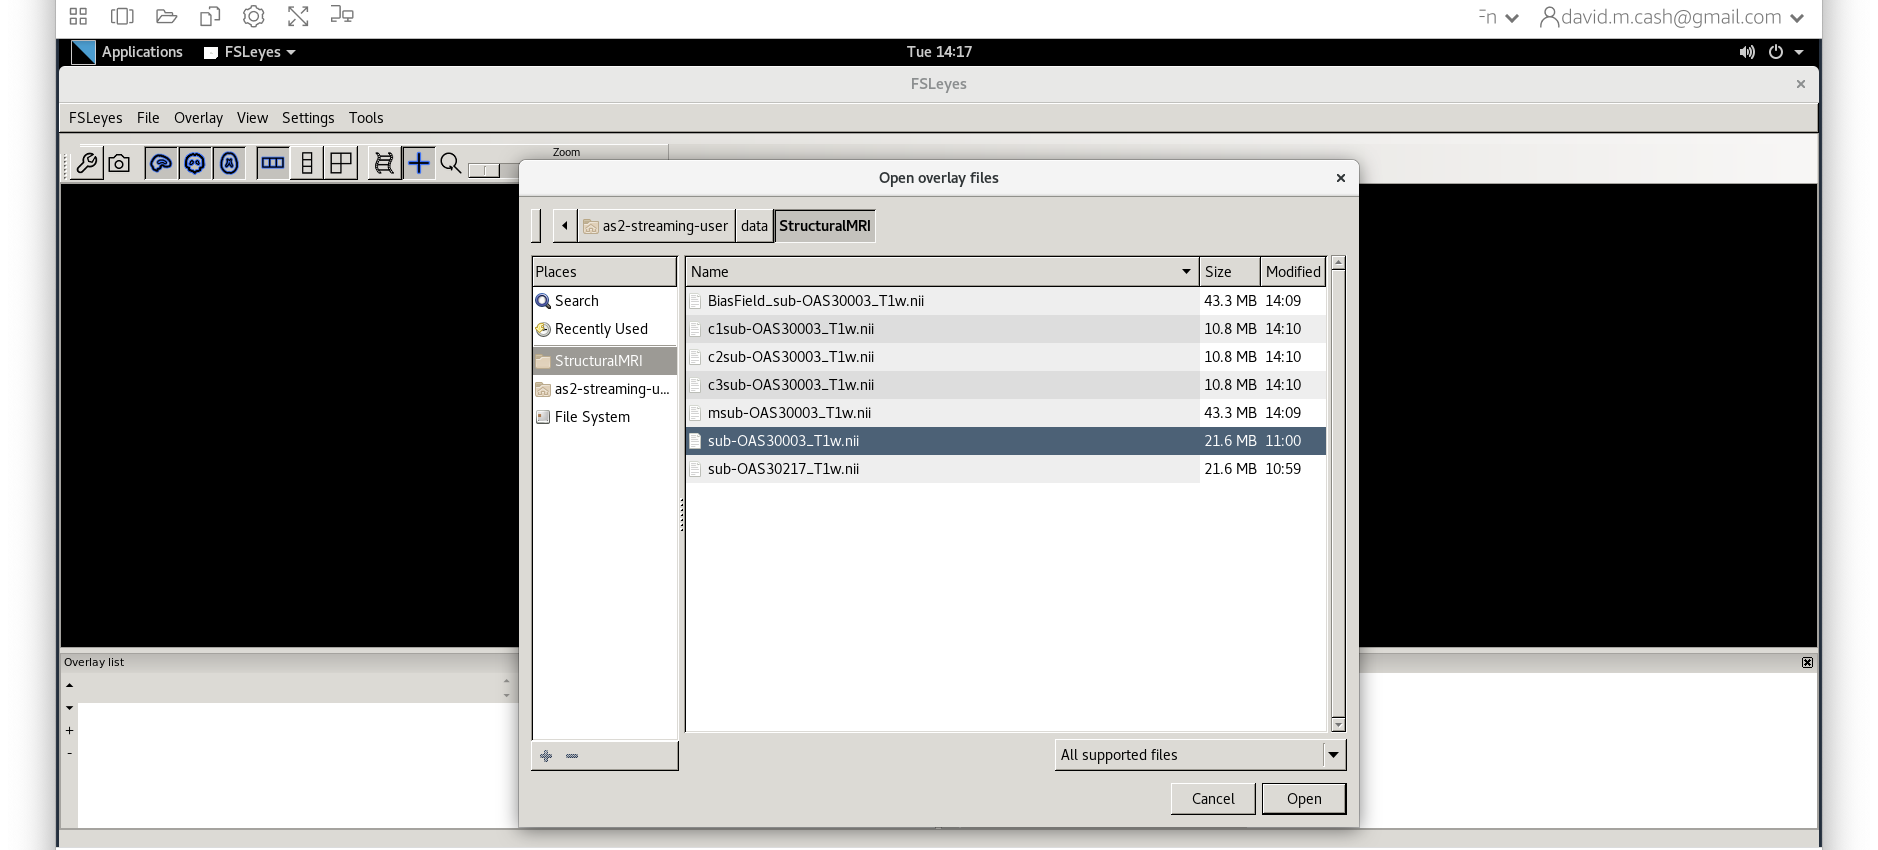 david.m.cash@gmail.com
Applications FSLeyes Tue 14:17
FSLeyes
FSLeyes File Overlay View Settings Tools
Zoom
Open overlay files
as2-streaming-user data StructuralMRI
Places Name Size Modified
Search BiasField_sub-OAS30003_T1w.nii 43.3 MB 14:09
Recently Used c1sub-OAS30003_T1w.nii 10.8 MB 14:10
StructuralMRI c2sub-OAS30003_T1w.nii 10.8 MB 14:10
as2-streaming-u... c3sub-OAS30003_T1w.nii 10.8 MB 14:10
File System msub-OAS30003_T1w.nii 43.3 MB 14:09
sub-OAS30003_T1w.nii 21.6 MB 11:00
sub-OAS30217_T1w.nii 21.6 MB 10:59
Overlay list
All supported files
Cancel Open